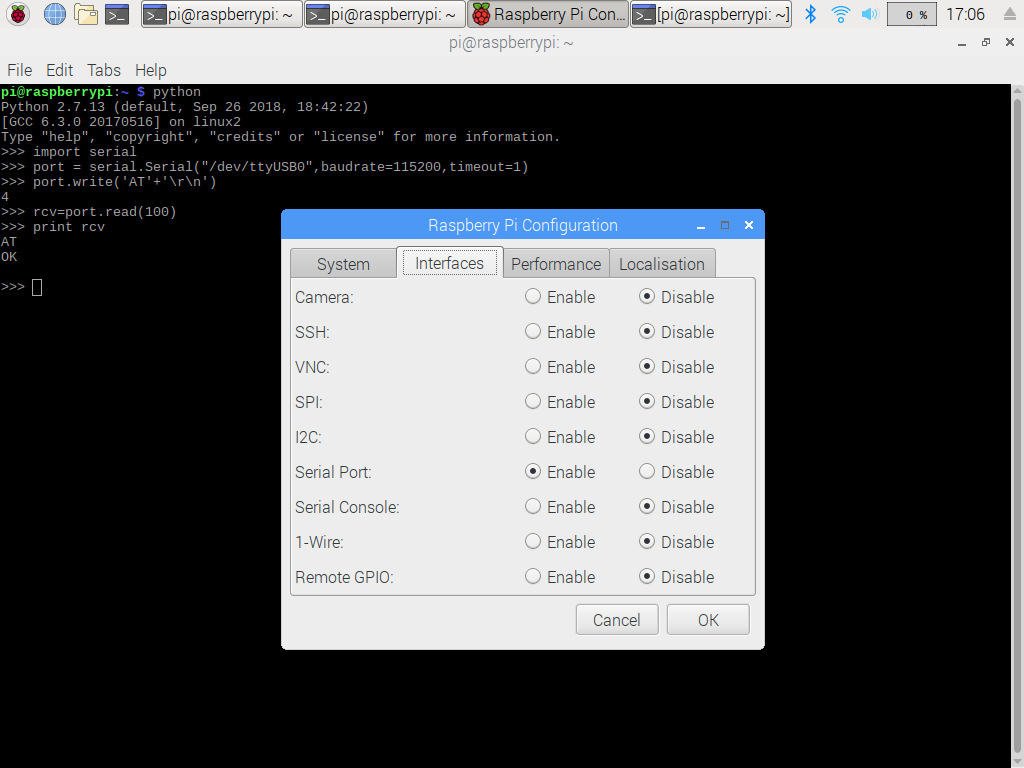 pi@raspberrypi: ~ pi@raspberrypi: ~ Raspberry Pi Con... [pi@raspberrypi: ~] 0 % 17:06
pi@raspberrypi: ~
File Edit Tabs Help
pi@raspberrypi:~ $ python
Python 2.7.13 (default, Sep 26 2018, 18:42:22)
[GCC 6.3.0 20170516] on linux2
Type "help", "copyright", "credits" or "license" for more information.
>>> import serial
>>> port = serial.Serial("/dev/ttyUSB0",baudrate=115200,timeout=1)
>>> port.write('AT'+'\r\n')
4
>>> rcv=port.read(100)
>>> print rcv
AT
OK
>>>
Raspberry Pi Configuration
System Interfaces Performance Localisation
Camera: Enable Disable
SSH: Enable Disable
VNC: Enable Disable
SPI: Enable Disable
I2C: Enable Disable
Serial Port: Enable Disable
Serial Console: Enable Disable
1-Wire: Enable Disable
Remote GPIO: Enable Disable
Cancel OK